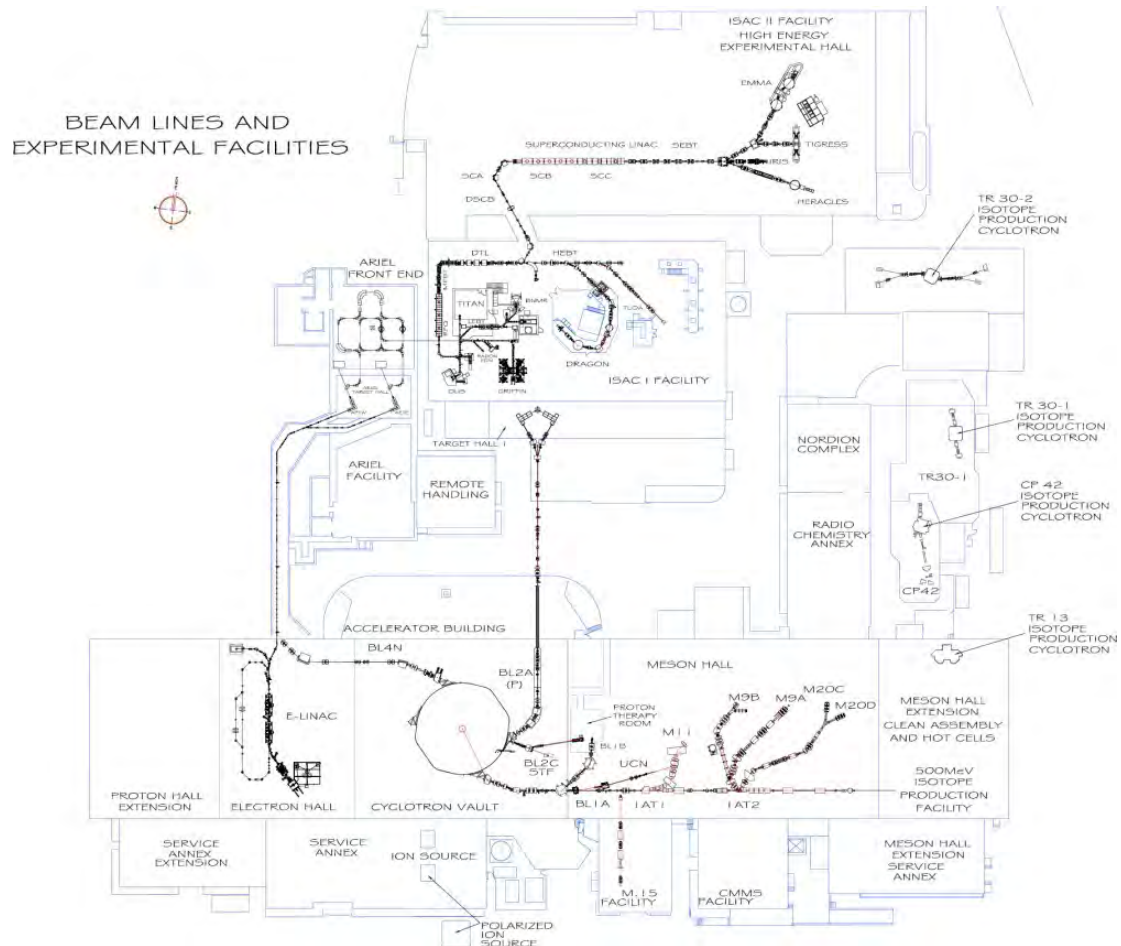 ISAC II FACILITY
HIGH ENERGY
EXPERIMENTAL HALL
EMMA
BEAM LINES AND
EXPERIMENTAL FACILITIES
SUPERCONDUCTING LINAC
SEBT
TIGRESS
IRIS
SCA
SCB
SCC
DSCB
HERACLES
TR 30-2
ISOTOPE
PRODUCTION
CYCLOTRON
ARIEL
FRONT END
DTL
HEBT
TITAN
TUDA
DRAGON
ISAC I FACILITY
GRIFFIN
TARGET HALL 1
ARIEL
FACILITY
REMOTE
HANDLING
NORDION
COMPLEX
TR 30-1
ISOTOPE
PRODUCTION
CYCLOTRON
TR30-1
CP 42
ISOTOPE
PRODUCTION
CYCLOTRON
RADIO
CHEMISTRY
ANNEX
CP42
TR 13
ISOTOPE
PRODUCTION
CYCLOTRON
ACCELERATOR BUILDING
BL4N
BL2A
(P)
MESON HALL
M9B
M9A
M20C
M20D
MESON HALL
EXTENSION
CLEAN ASSEMBLY
AND HOT CELLS
PROTON
THERAPY
ROOM
M11
E-LINAC
BL1B
UCN
BL2C
STF
BL1A
1AT1
1AT2
500MeV
ISOTOPE
PRODUCTION
FACILITY
PROTON HALL
EXTENSION
ELECTRON HALL
CYCLOTRON VAULT
SERVICE
ANNEX
EXTENSION
SERVICE
ANNEX
ION SOURCE
M.15
FACILITY
CMMS
FACILITY
MESON HALL
EXTENSION
SERVICE
ANNEX
POLARIZED
ION
SOURCE